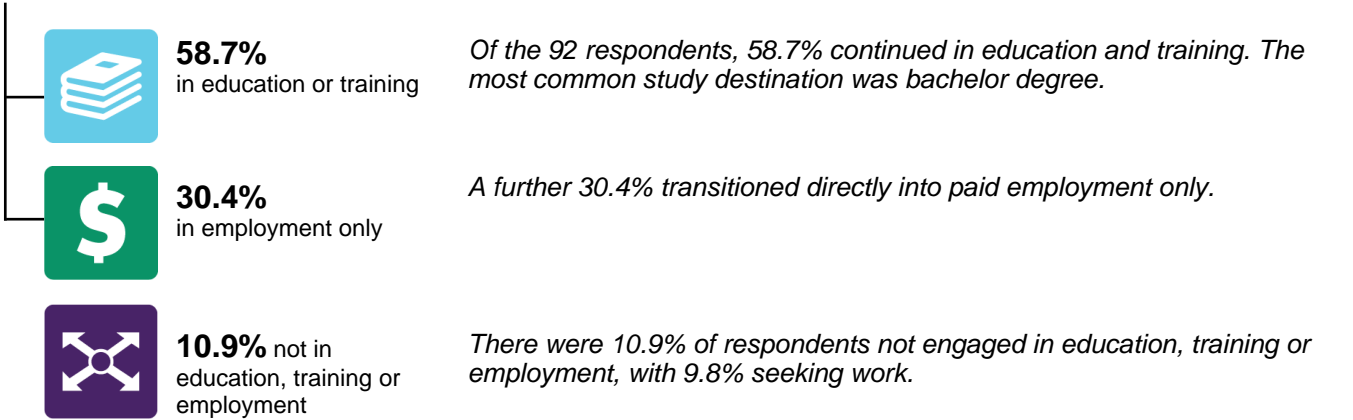 58.7%
in education or training
Of the 92 respondents, 58.7% continued in education and training. The
most common study destination was bachelor degree.
$
30.4%
in employment only
A further 30.4% transitioned directly into paid employment only.
10.9% not in
education, training or
employment
There were 10.9% of respondents not engaged in education, training or
employment, with 9.8% seeking work.